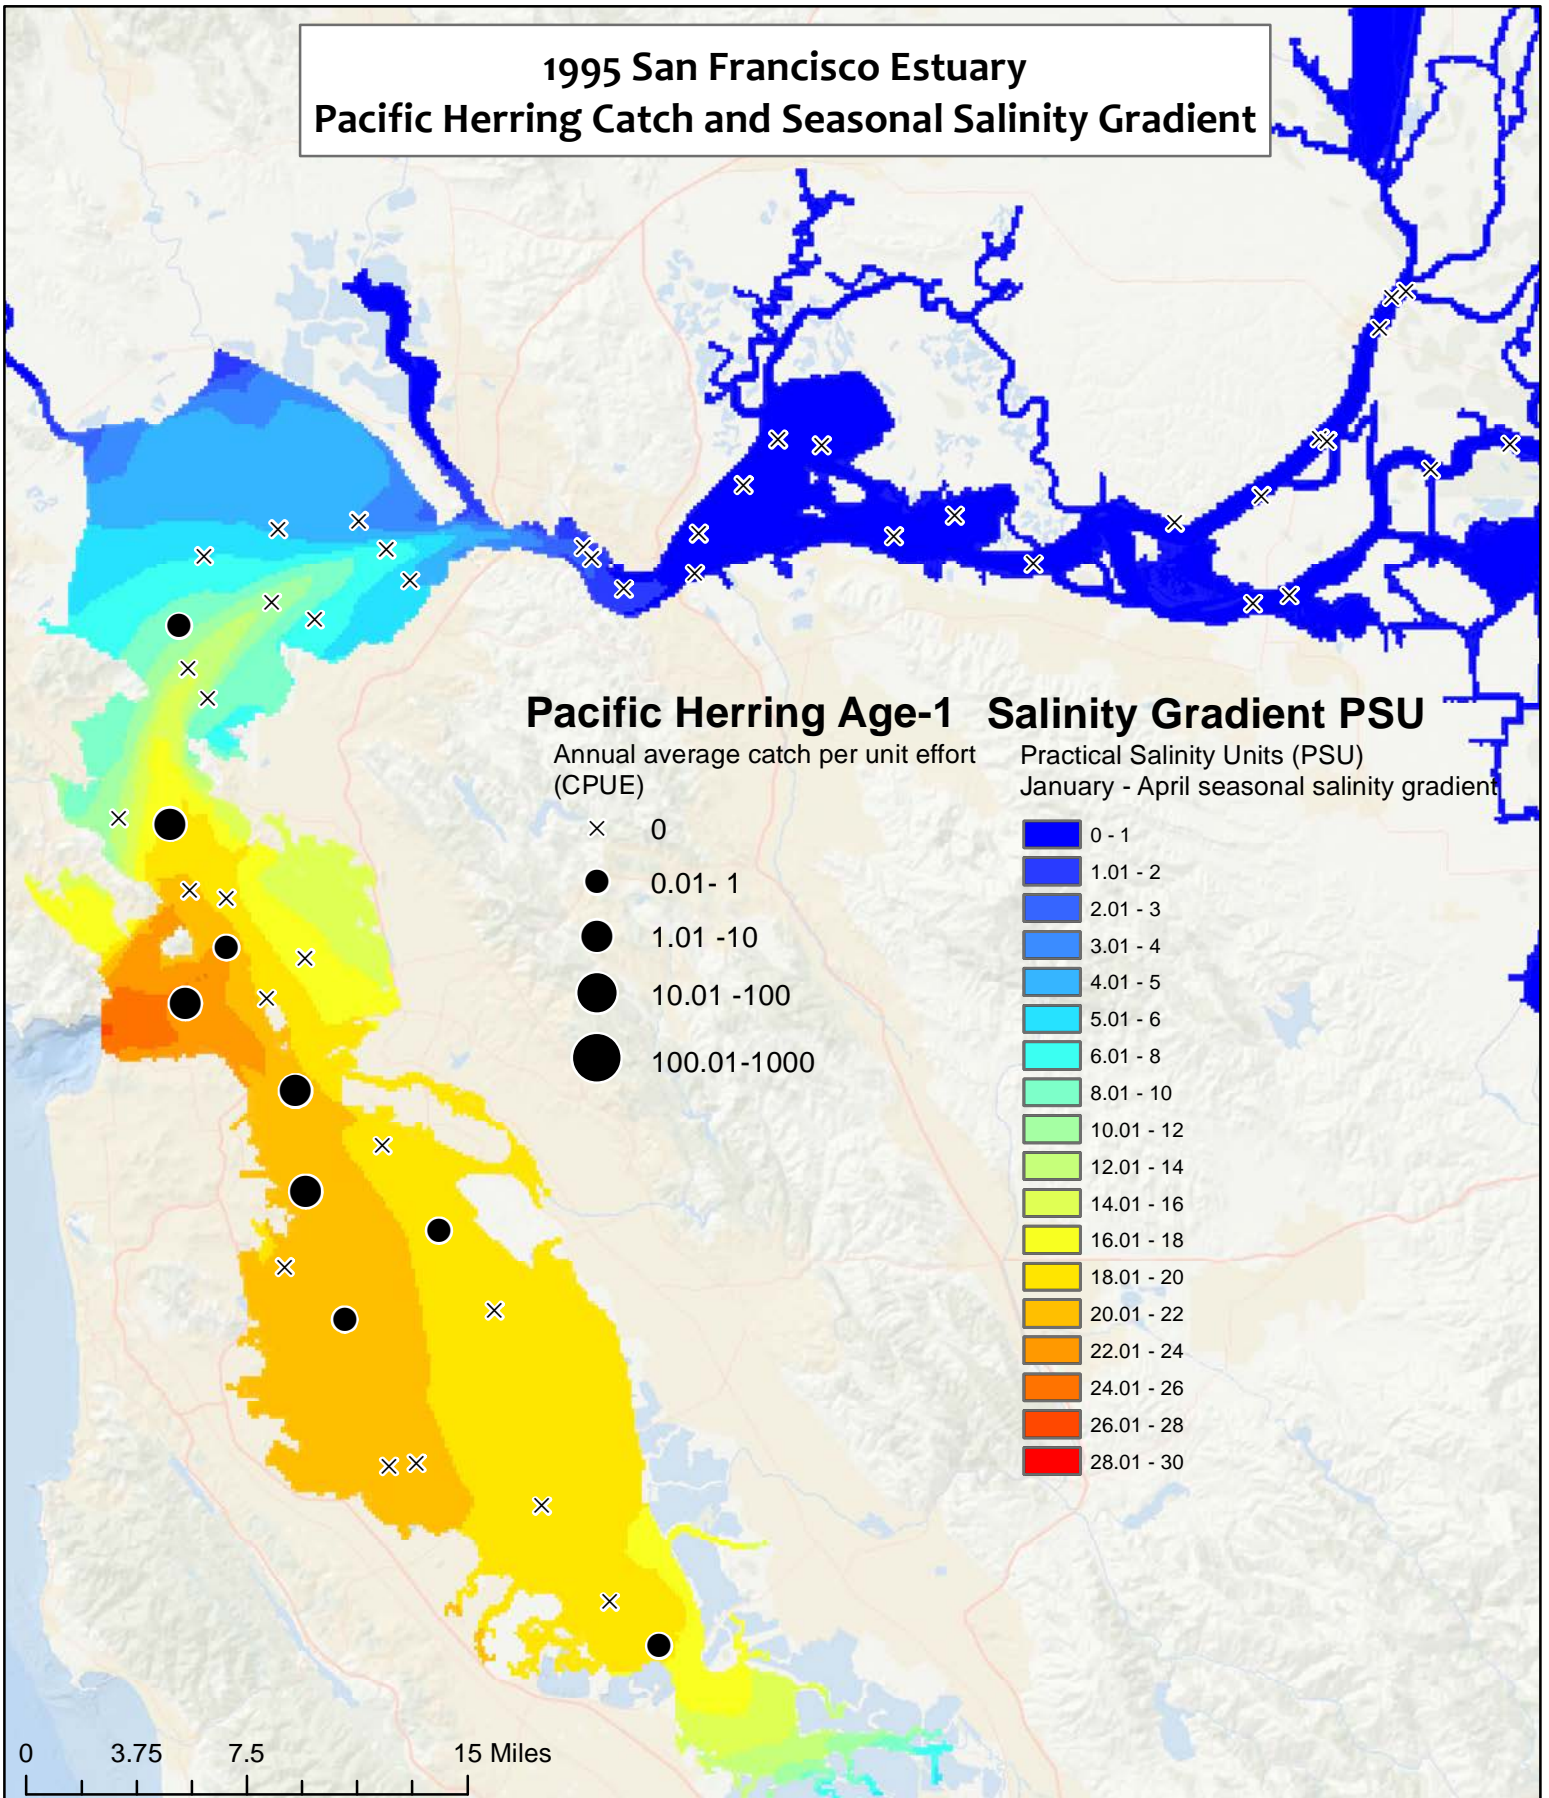 1995 San Francisco Estuary
Pacific Herring Catch and Seasonal Salinity Gradient
Pacific Herring Age-1
Annual average catch per unit effort
(CPUE)
0
0.01- 1
1.01 -10
10.01 -100
100.01-1000
Salinity Gradient PSU
Practical Salinity Units (PSU)
January - April seasonal salinity gradient
0 - 1
1.01 - 2
2.01 - 3
3.01 - 4
4.01 - 5
5.01 - 6
6.01 - 8
8.01 - 10
10.01 - 12
12.01 - 14
14.01 - 16
16.01 - 18
18.01 - 20
20.01 - 22
22.01 - 24
24.01 - 26
26.01 - 28
28.01 - 30
0 3.75 7.5 15 Miles